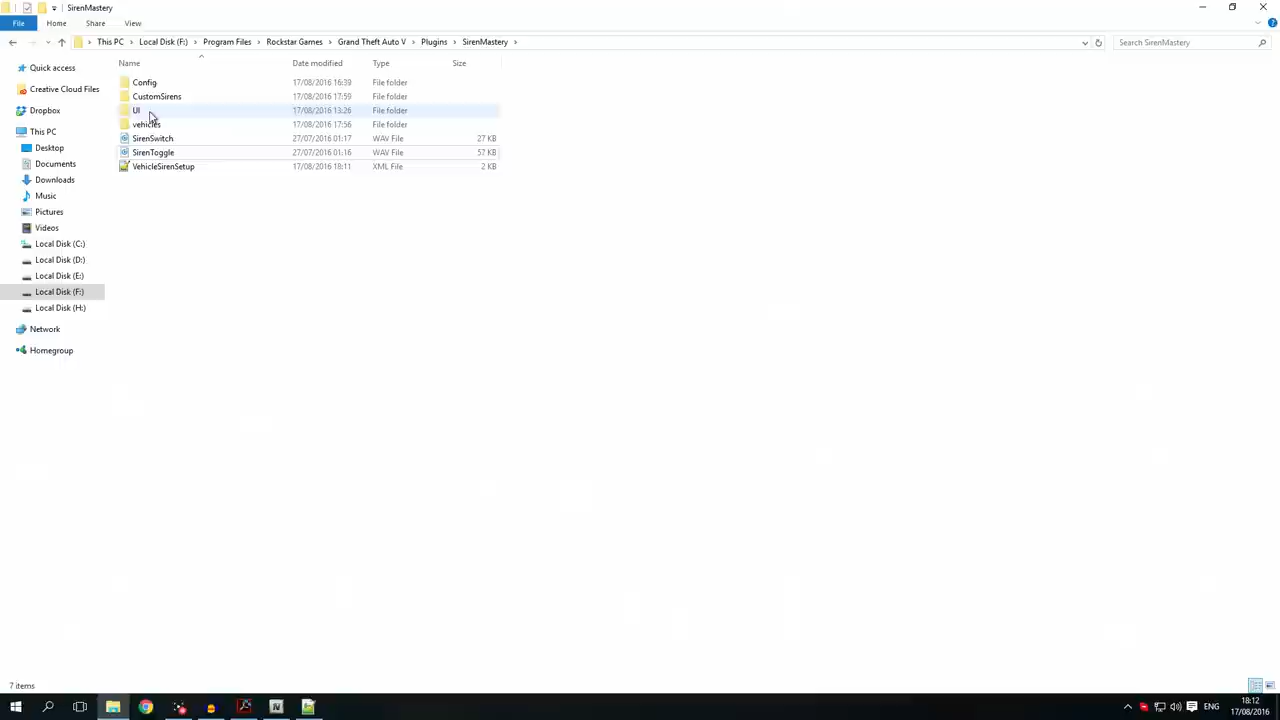 SirenMastery
File Home Share View
This PC Local Disk (F:) Program Files Rockstar Games Grand Theft Auto V Plugins SirenMastery
Search SirenMastery
Name Date modified Type Size
Quick access
Creative Cloud Files
Dropbox
This PC
Desktop
Documents
Downloads
Music
Pictures
Videos
Local Disk (C:)
Local Disk (D:)
Local Disk (E:)
Local Disk (F:)
Local Disk (H:)
Network
Homegroup
Config 17/08/2016 16:39 File folder
CustomSirens 17/08/2016 17:59 File folder
UI 17/08/2016 13:26 File folder
vehicles 17/08/2016 17:56 File folder
SirenSwitch 27/07/2016 01:17 WAV File 27 KB
SirenToggle 27/07/2016 01:16 WAV File 57 KB
VehicleSirenSetup 17/08/2016 18:11 XML File 2 KB
7 items
ENG
18:12
17/08/2016